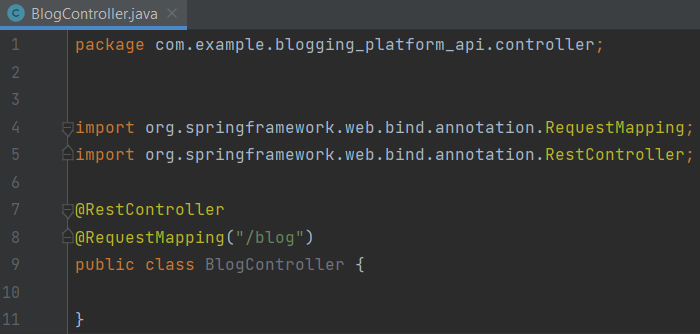 BlogController.java
1 package com.example.blogging_platform_api.controller;
2
3
4 import org.springframework.web.bind.annotation.RequestMapping;
5 import org.springframework.web.bind.annotation.RestController;
6
7 @RestController
8 @RequestMapping("/blog")
9 public class BlogController {
10
11 }